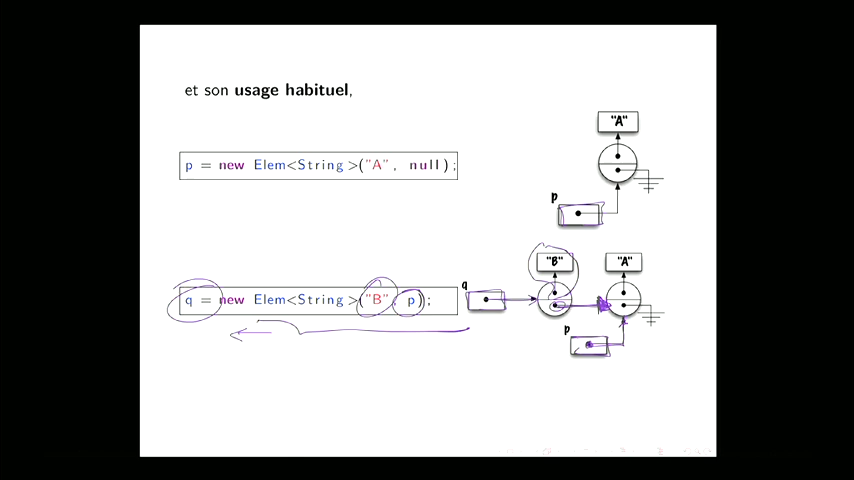 et son usage habituel,
"A"
p = new Elem<String>("A", null);
p
"B"
"A"
q
q = new Elem<String>("B", p);
p